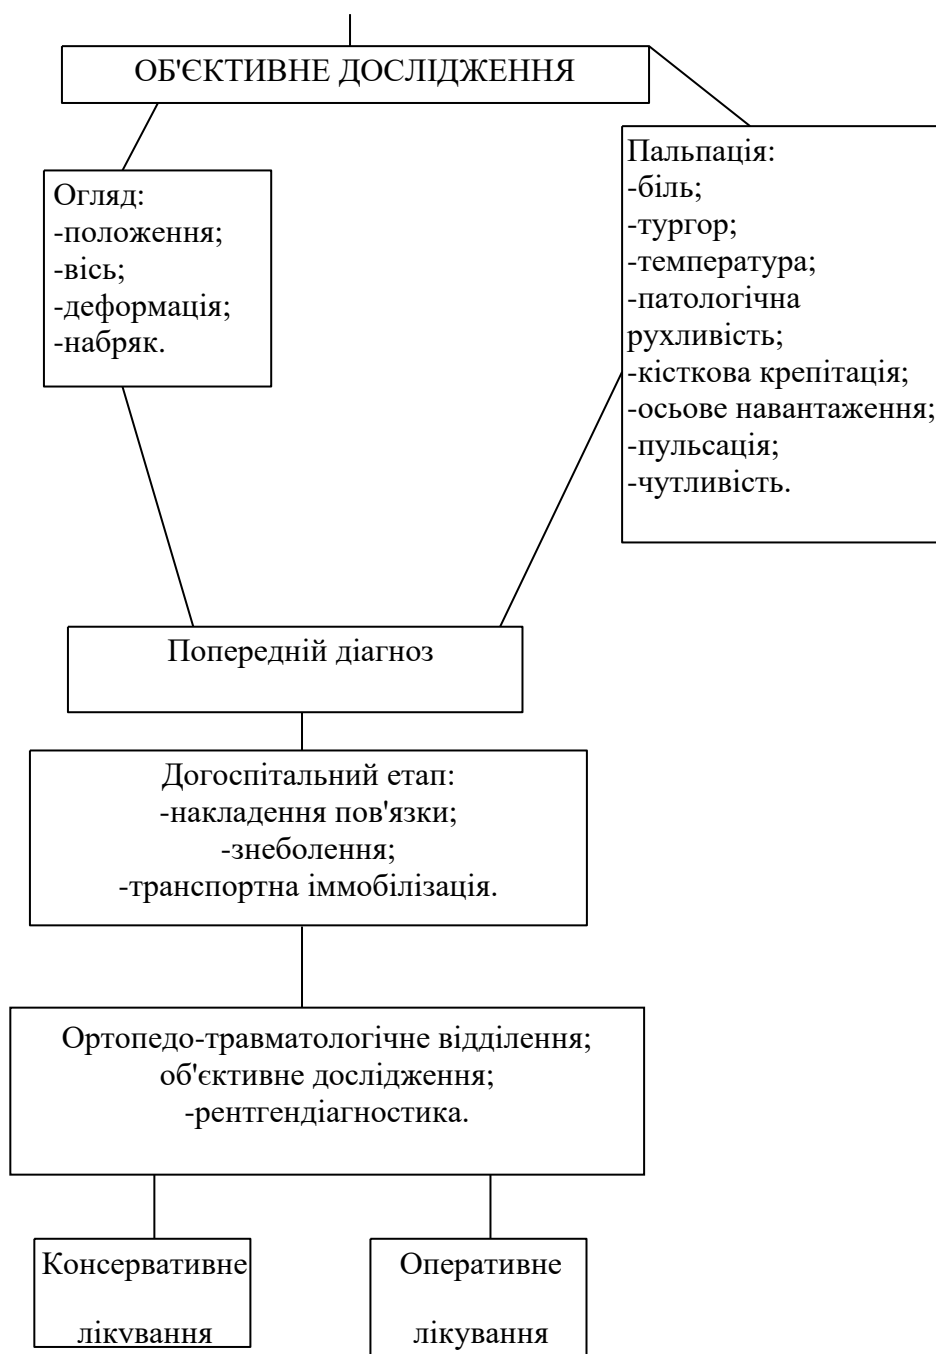 ОБ'ЄКТИВНЕ ДОСЛІДЖЕННЯ
Огляд:
-положення;
-вісь;
-деформація;
-набряк.
Пальпація:
-біль;
-тургор;
-температура;
-патологічна
рухливість;
-кісткова крепітація;
-осьове навантаження;
-пульсація;
-чутливість.
Попередній діагноз
Догоспітальний етап:
-накладення пов'язки;
-знеболення;
-транспортна іммобілізація.
Ортопедо-травматологічне відділення;
об'єктивне дослідження;
-рентгендіагностика.
Консервативне
лікування
Оперативне
лікування